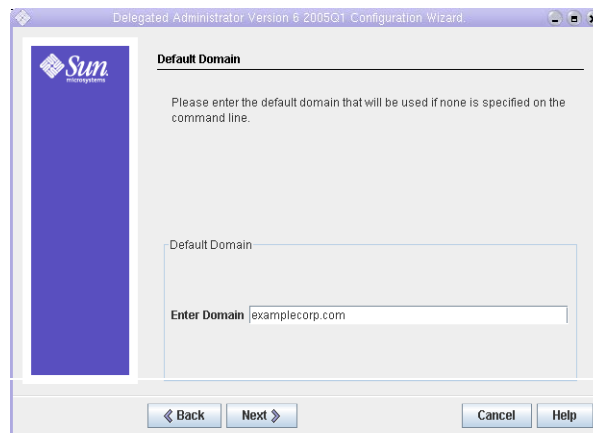 Delegated Administrator Version 6 2005Q1 Configuration Wizard.
Sun
microsystems
Default Domain
Please enter the default domain that will be used if none is specified on the
command line.
Default Domain
Enter Domain examplecorp.com
Back Next Cancel Help